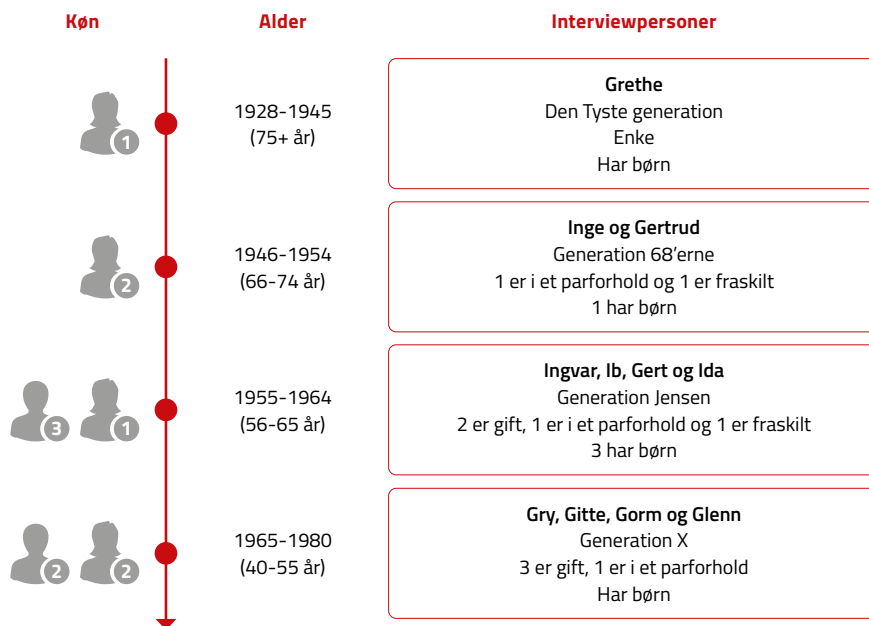 Køn Alder Interviewpersoner
1
1928-1945
(75+ år)
Grethe
Den Tyste generation
Enke
Har børn
2
1946-1954
(66-74 år)
Inge og Gertrud
Generation 68’erne
1 er i et parforhold og 1 er fraskilt
1 har børn
3 1
1955-1964
(56-65 år)
Ingvar, Ib, Gert og Ida
Generation Jensen
2 er gift, 1 er i et parforhold og 1 er fraskilt
3 har børn
2 2
1965-1980
(40-55 år)
Gry, Gitte, Gorm og Glenn
Generation X
3 er gift, 1 er i et parforhold
Har børn